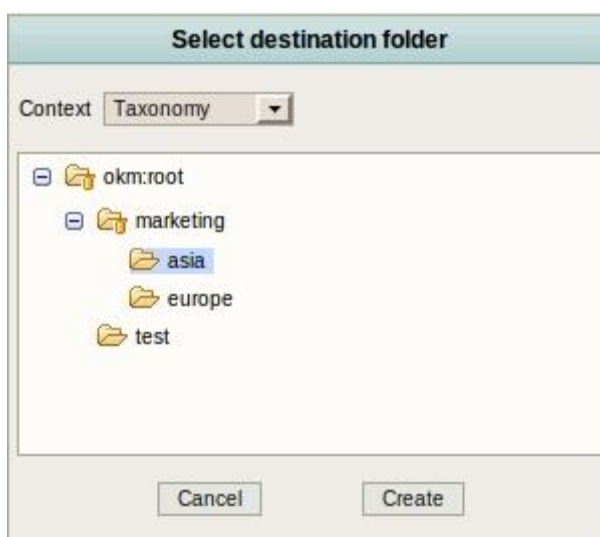 Select destination folder
Context Taxonomy
okm:root
marketing
asia
europe
test
Cancel Create